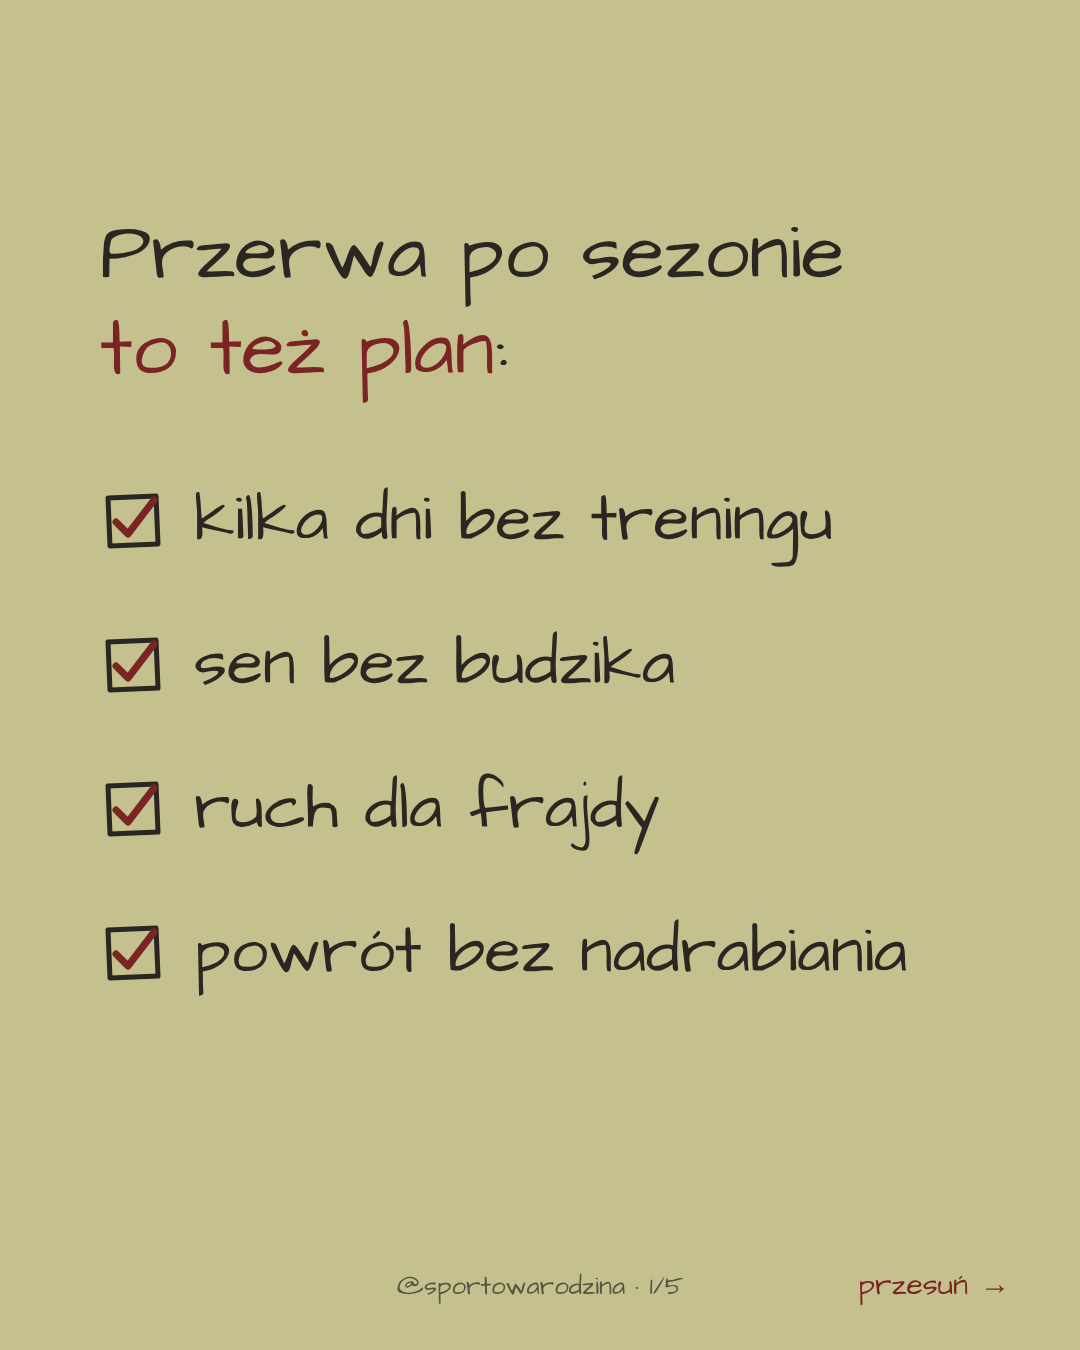 Przerwa po sezonie
to też plan:
kilka dni bez treningu
sen bez budzika
ruch dla frajdy
powrót bez nadrabiania
@sportowarodzina · 1/5
przesuń →